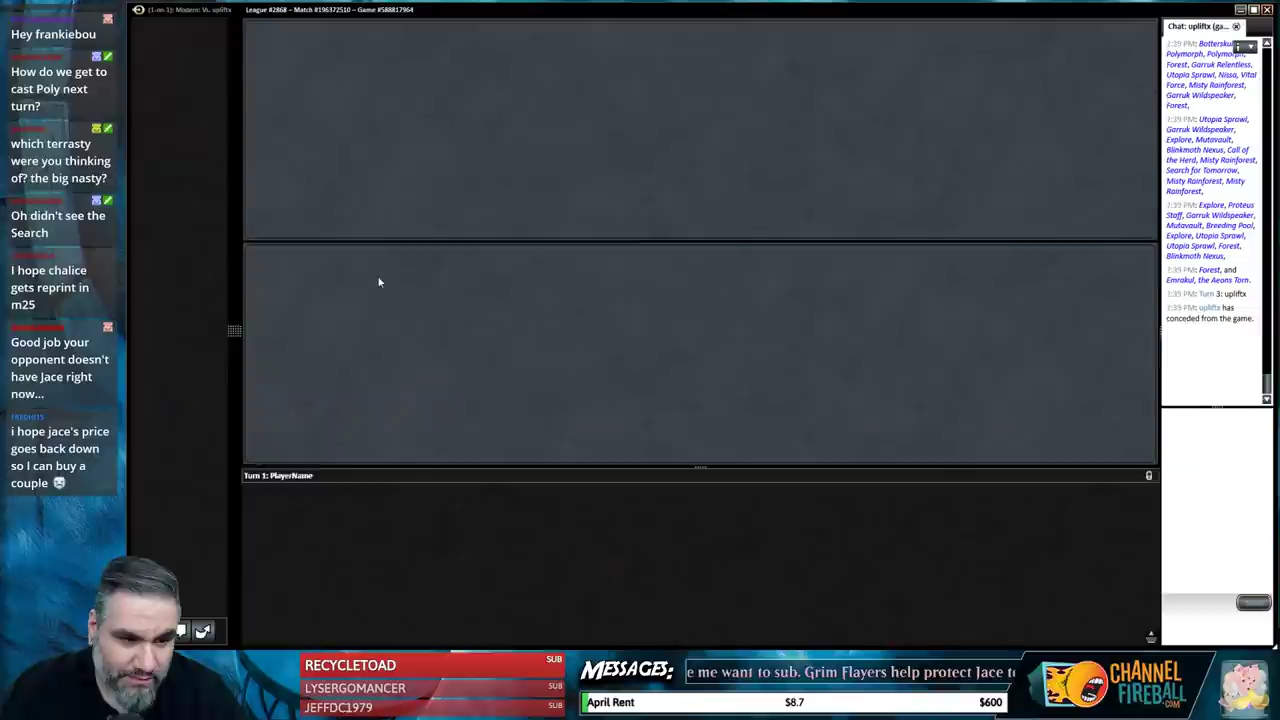 (1-on-1): Modern: Vs. upliftx
League #2868 – Match #196372510 – Game #588817964
Hey frankiebou
How do we get to
cast Poly next
turn?
which terrasty
were you thinking
of? the big nasty?
Oh didn't see the
Search
I hope chalice
gets reprint in
m25
Good job your
opponent doesn't
have Jace right
now...
i hope jace's price
goes back down
so I can buy a
couple
Chat: upliftx (ga...
Polymorph, Polymorph,
Forest, Garruk Relentless,
Utopia Sprawl, Nissa, Vital
Force, Misty Rainforest,
Garruk Wildspeaker,
Forest,
:39 PM: Utopia Sprawl,
Garruk Wildspeaker,
Explore, Mutavault,
Blinkmoth Nexus, Call of
the Herd, Misty Rainforest,
Search for Tomorrow,
Misty Rainforest, Misty
Rainforest,
:39 PM: Explore, Proteus
Staff, Garruk Wildspeaker,
Mutavault, Breeding Pool,
Explore, Utopia Sprawl,
Utopia Sprawl, Forest,
Blinkmoth Nexus,
:39 PM: Forest, and
Emrakul, the Aeons Torn.
:39 PM: Turn 3: upliftx
:39 PM: upliftx has
conceded from the game.
Turn 1: PlayerName
RECYCLETOAD SUB
LYSERGOMANCER SUB
JEFFDC1979 SUB
MESSAGES:
e me want to sub. Grim Flayers help protect Jace t
April Rent $8.7 $600
CHANNEL
FIREBALL
.COM